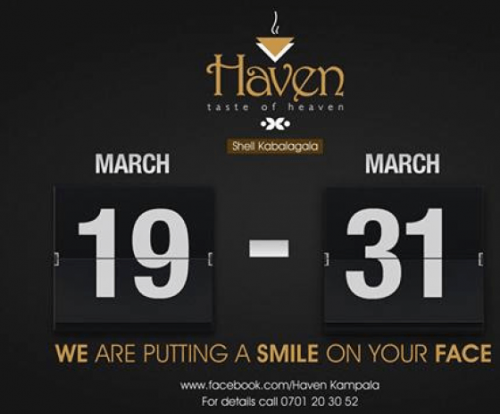 Haven
taste of heaven
Shell Kabalagala
MARCH MARCH
19 - 31
WE ARE PUTTING A SMILE ON YOUR FACE
www.facebook.com/Haven Kampala
For details call 0701 20 30 52